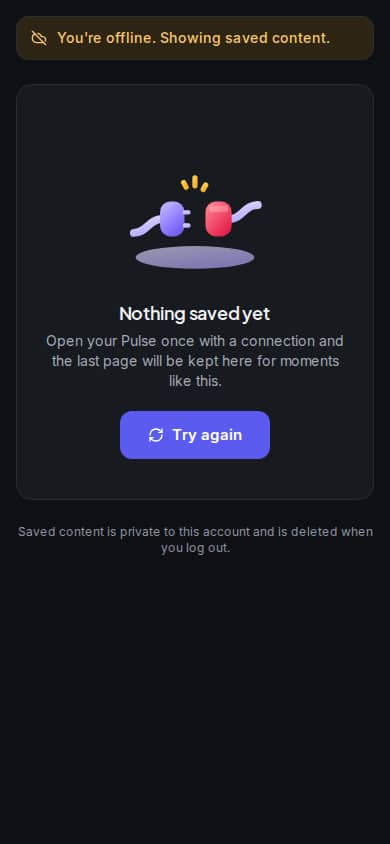 You're offline. Showing saved content.
Nothing saved yet
Open your Pulse once with a connection and
the last page will be kept here for moments
like this.
Try again
Saved content is private to this account and is deleted when
you log out.